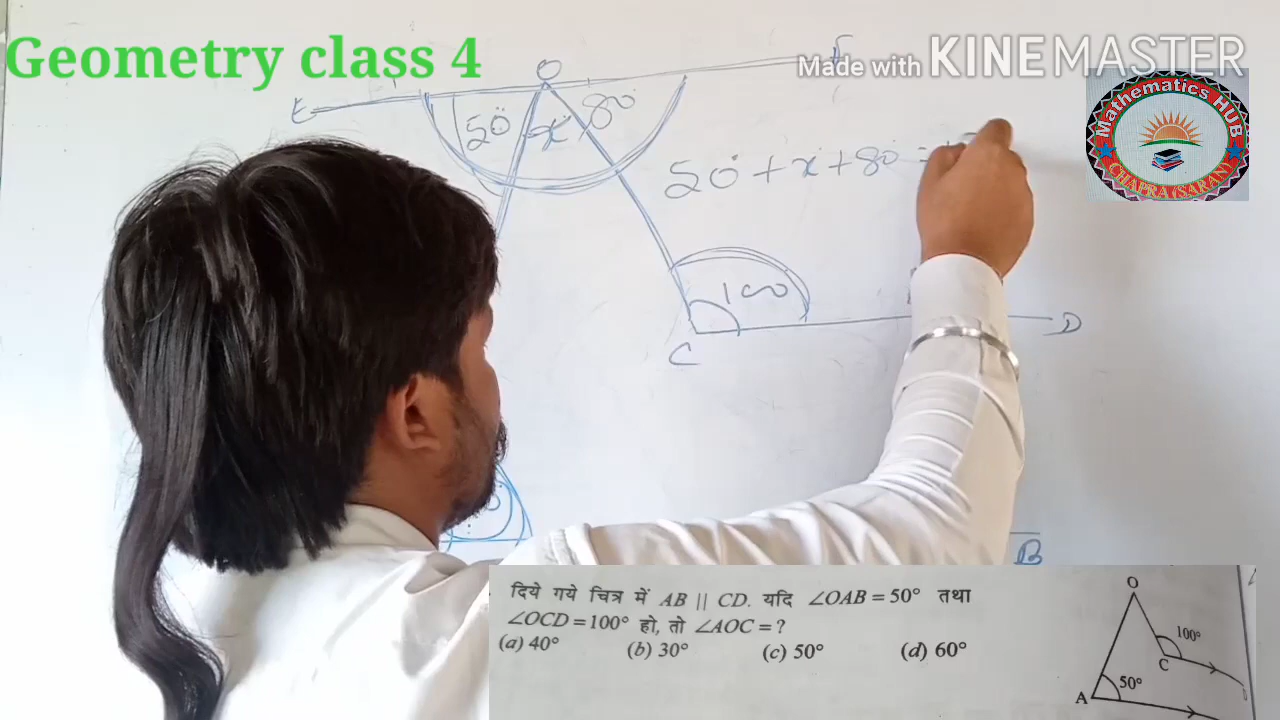 Geometry class 4
Made with KINEMASTER
Mathematics HUB
CHAPRA (SARAN)
O
E
50° x° 80°
50° + x° + 80° =
100
C
D
B
दिये गये चित्र में AB || CD. यदि ∠OAB = 50° तथा
∠OCD = 100° हो, तो ∠AOC = ?
(a) 40° (b) 30° (c) 50° (d) 60°
O
100°
C
A 50°